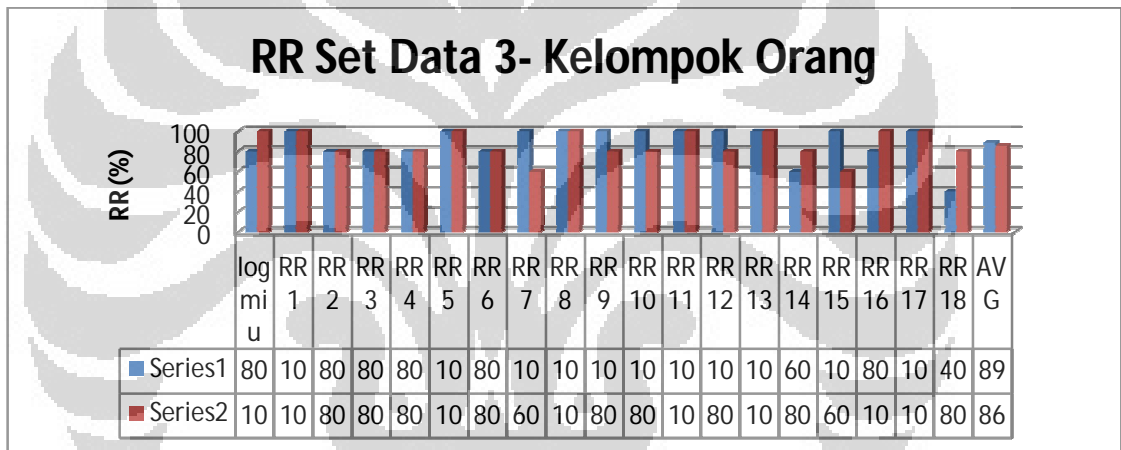 RR Set Data 3- Kelompok Orang
RR (%)
100
80
60
40
20
0
log RR RR RR RR RR RR RR RR RR RR RR RR RR RR RR RR RR RR AV
mi 1 2 3 4 5 6 7 8 9 10 11 12 13 14 15 16 17 18 G
u
Series1 80 10 80 80 80 10 80 10 10 10 10 10 10 10 60 10 80 10 40 89
Series2 10 10 80 80 80 10 80 60 10 80 80 10 80 10 80 60 10 10 80 86